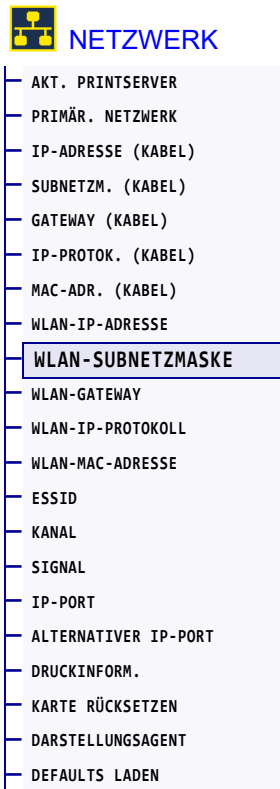 NETZWERK
AKT. PRINTSERVER
PRIMÄR. NETZWERK
IP-ADRESSE (KABEL)
SUBNETZM. (KABEL)
GATEWAY (KABEL)
IP-PROTOK. (KABEL)
MAC-ADR. (KABEL)
WLAN-IP-ADRESSE
WLAN-SUBNETZMASKE
WLAN-GATEWAY
WLAN-IP-PROTOKOLL
WLAN-MAC-ADRESSE
ESSID
KANAL
SIGNAL
IP-PORT
ALTERNATIVER IP-PORT
DRUCKINFORM.
KARTE RÜCKSETZEN
DARSTELLUNGSAGENT
DEFAULTS LADEN